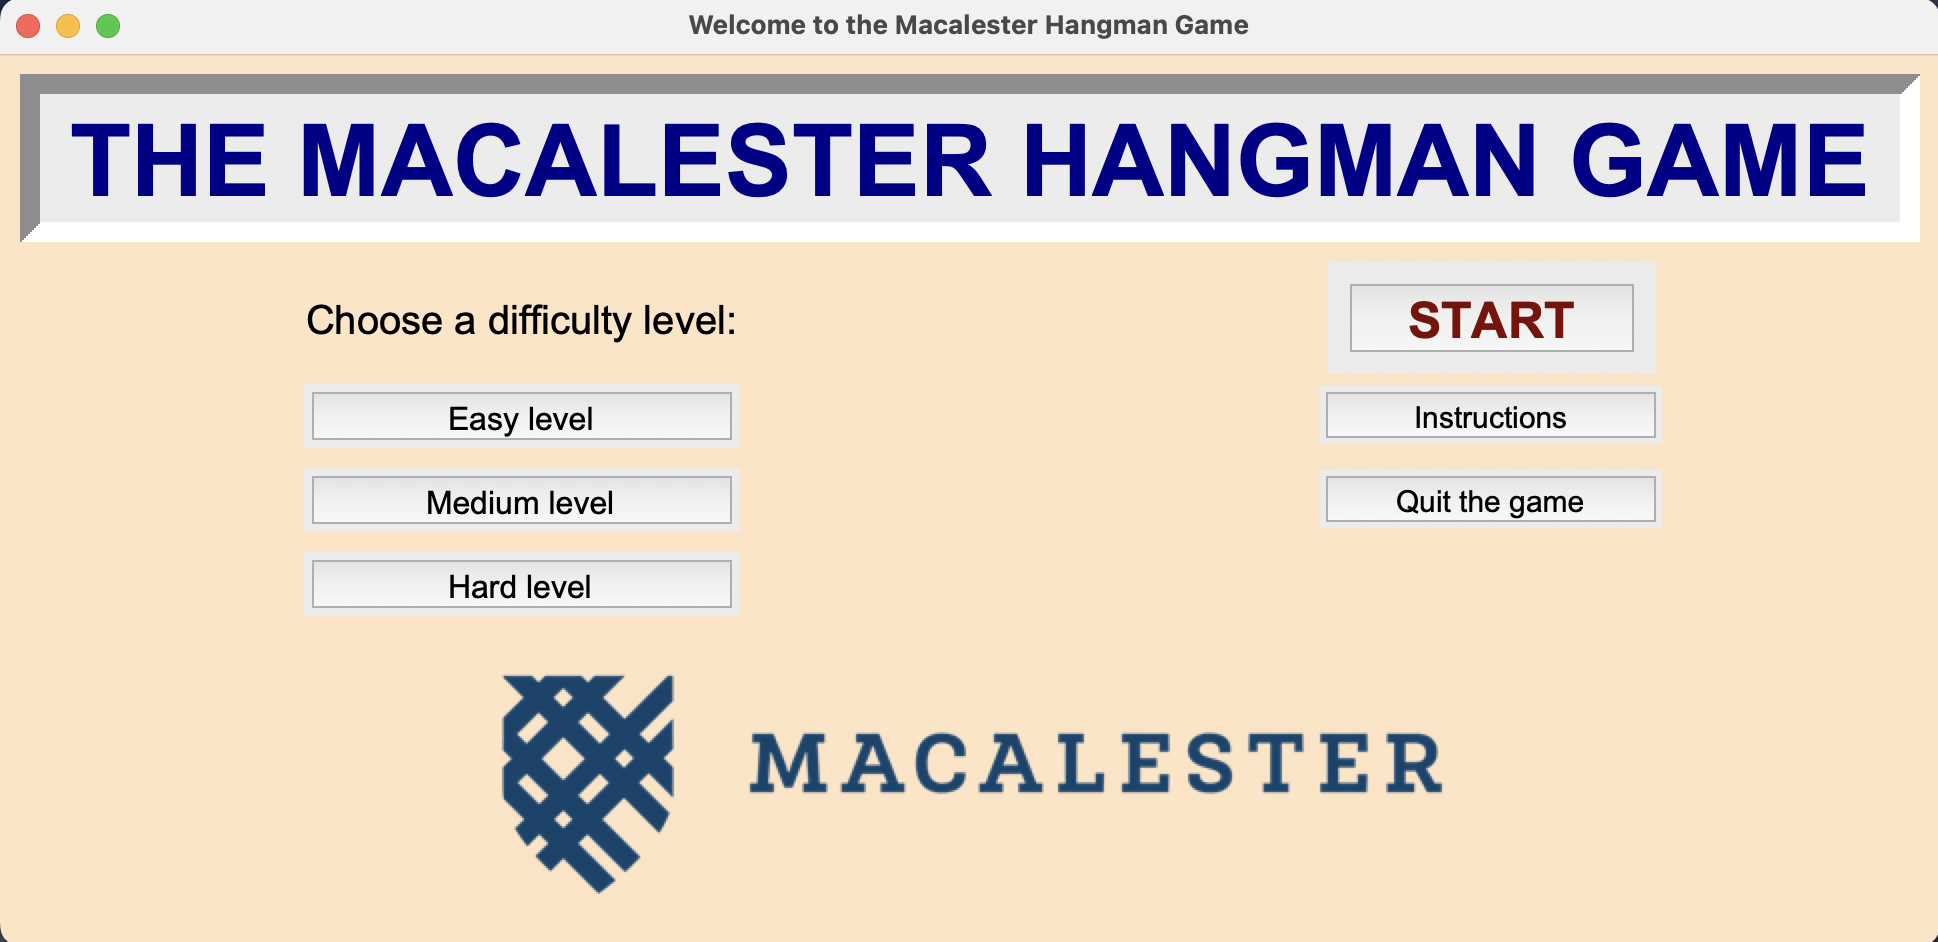 Welcome to the Macalester Hangman Game
THE MACALESTER HANGMAN GAME
Choose a difficulty level:
START
Easy level
Instructions
Medium level
Quit the game
Hard level
MACALESTER